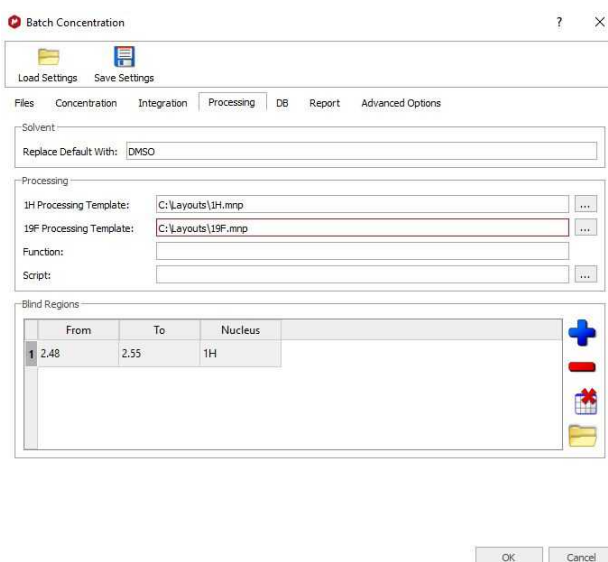 Batch Concentration ? ×
Load Settings Save Settings
Files Concentration Integration Processing DB Report Advanced Options
Solvent
Replace Default With: DMSO
Processing
1H Processing Template: C:\Layouts\1H.mnp ...
19F Processing Template: C:\Layouts\19F.mnp ...
Function:
Script: ...
Blind Regions
From To Nucleus
1 2.48 2.55 1H
OK Cancel